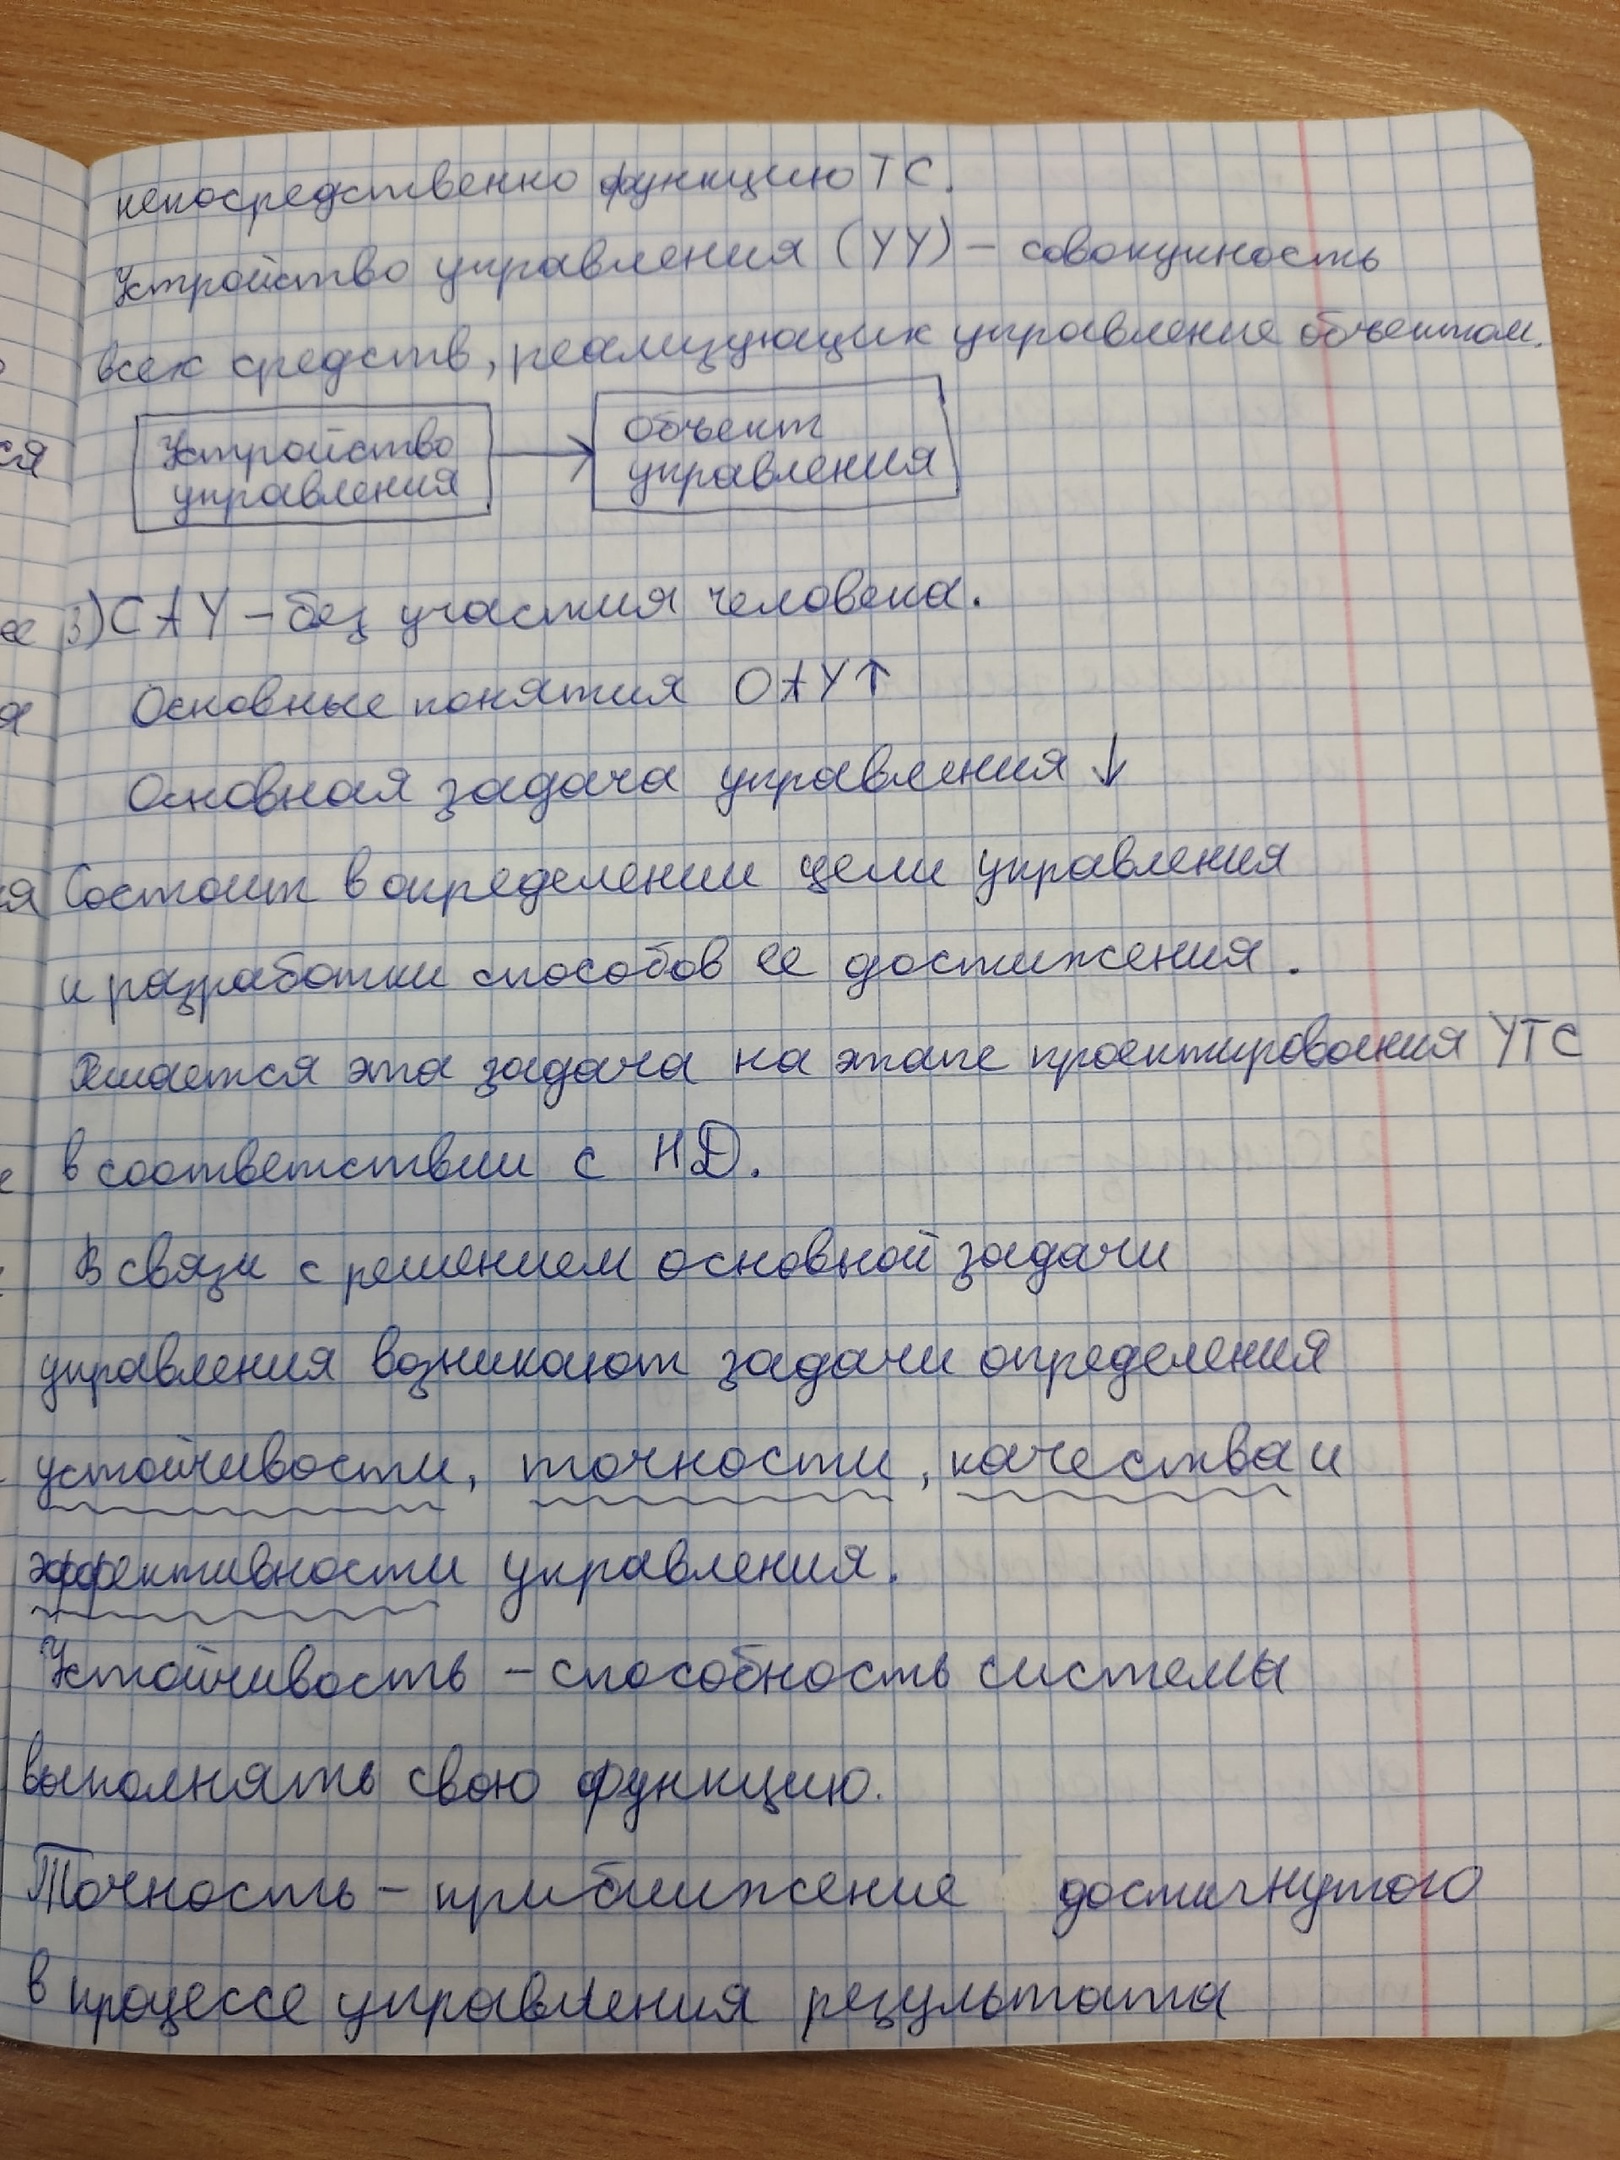 непосредственно функцию ТС.
Устройство управления (УУ) – совокупность
всех средств, реализующих управление объектом.
Устройство
управления
объект
управления
3) САУ – без участия человека.
Основные понятия ОАУ↑
Основная задача управления ↓
Состоит в определении цели управления
и разработки способов ее достижения.
Решается эта задача на этапе проектирования УТС
в соответствии с НД.
В связи с решением основной задачи
управления возникают задачи определения
устойчивости, точности, качества и
эффективности управления.
Устойчивость – способность системы
выполнять свою функцию.
Точность – приближение достигнутого
в процессе управления результата